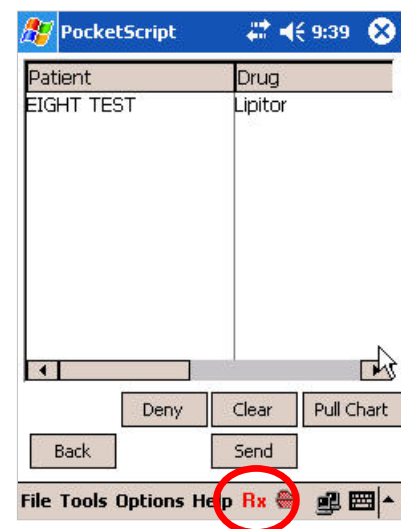 PocketScript 9:39
Patient Drug
EIGHT TEST Lipitor
Deny Clear Pull Chart
Back Send
File Tools Options Help Rx